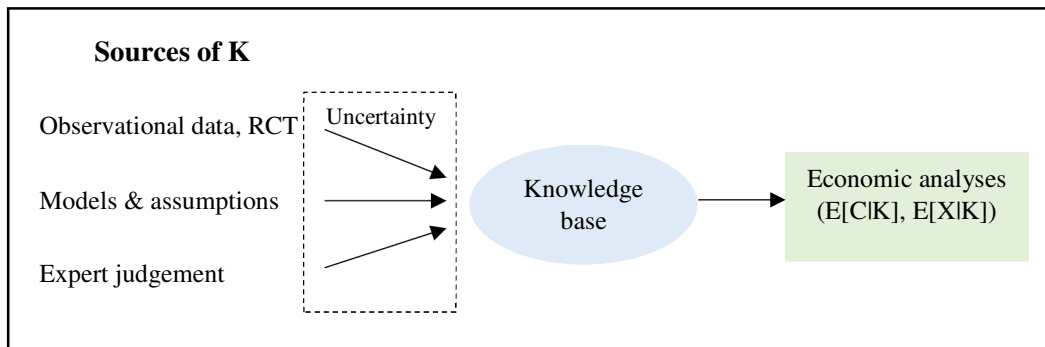 Sources of K
Uncertainty
Observational data, RCT
Models & assumptions
Expert judgement
Knowledge
base
Economic analyses
(E[C|K], E[X|K])